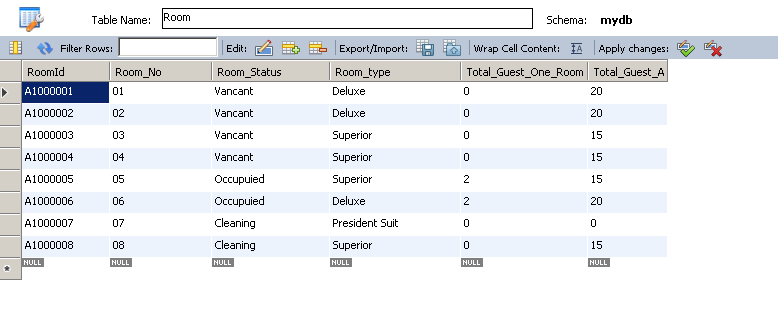 Table Name: Room Schema: mydb
Filter Rows: Edit: Export/Import: Wrap Cell Content: IA Apply changes:
RoomId Room_No Room_Status Room_type Total_Guest_One_Room Total_Guest_A
A1000001 01 Vancant Deluxe 0 20
A1000002 02 Vancant Deluxe 0 20
A1000003 03 Vancant Superior 0 15
A1000004 04 Vancant Superior 0 15
A1000005 05 Occupuied Superior 2 15
A1000006 06 Occupuied Deluxe 2 20
A1000007 07 Cleaning President Suit 0 0
A1000008 08 Cleaning Superior 0 15
NULL NULL NULL NULL NULL NULL